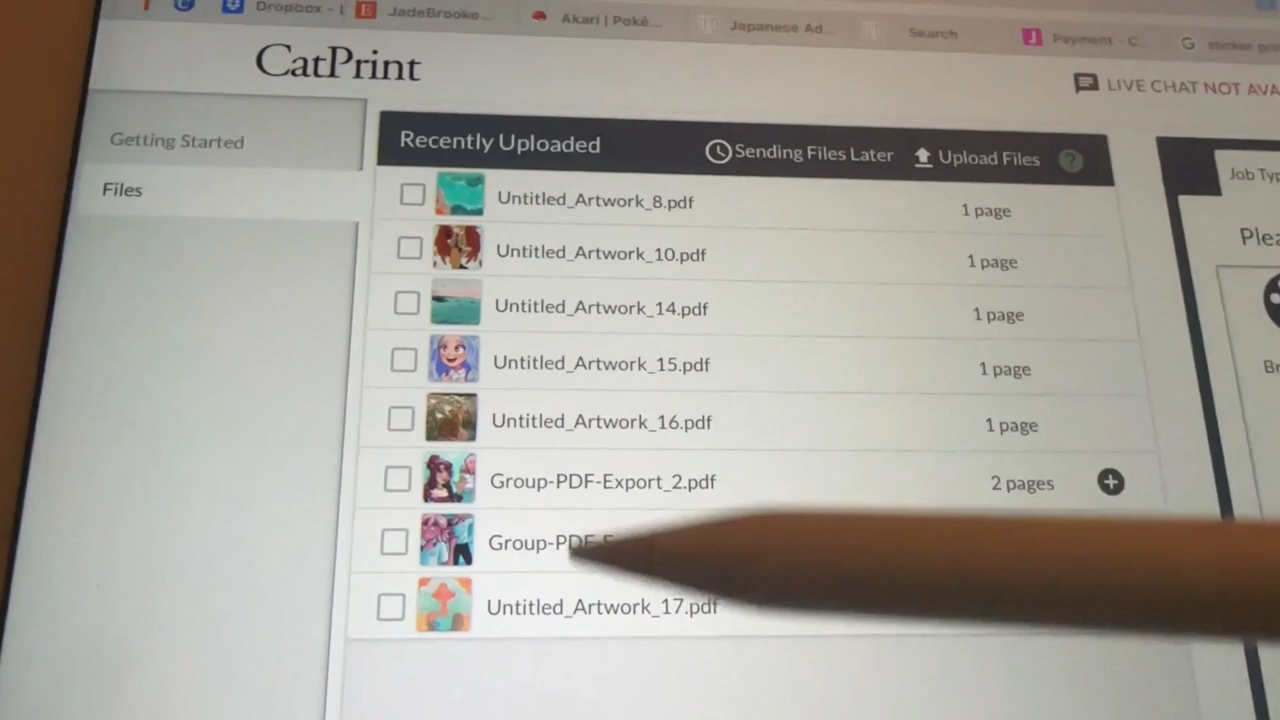 Dropbox - 
JadeBrooke...
Akari | Poké...
Japanese Ad...
Search
Payment - C...
CatPrint
LIVE CHAT NOT AVA
Getting Started
Files
Recently Uploaded
Sending Files Later
Upload Files
?
Job Typ
Plea
Untitled_Artwork_8.pdf 1 page
Untitled_Artwork_10.pdf 1 page
Untitled_Artwork_14.pdf 1 page
Untitled_Artwork_15.pdf 1 page
Br
Untitled_Artwork_16.pdf 1 page
Group-PDF-Export_2.pdf 2 pages
Group-PDF-E
Untitled_Artwork_17.pdf